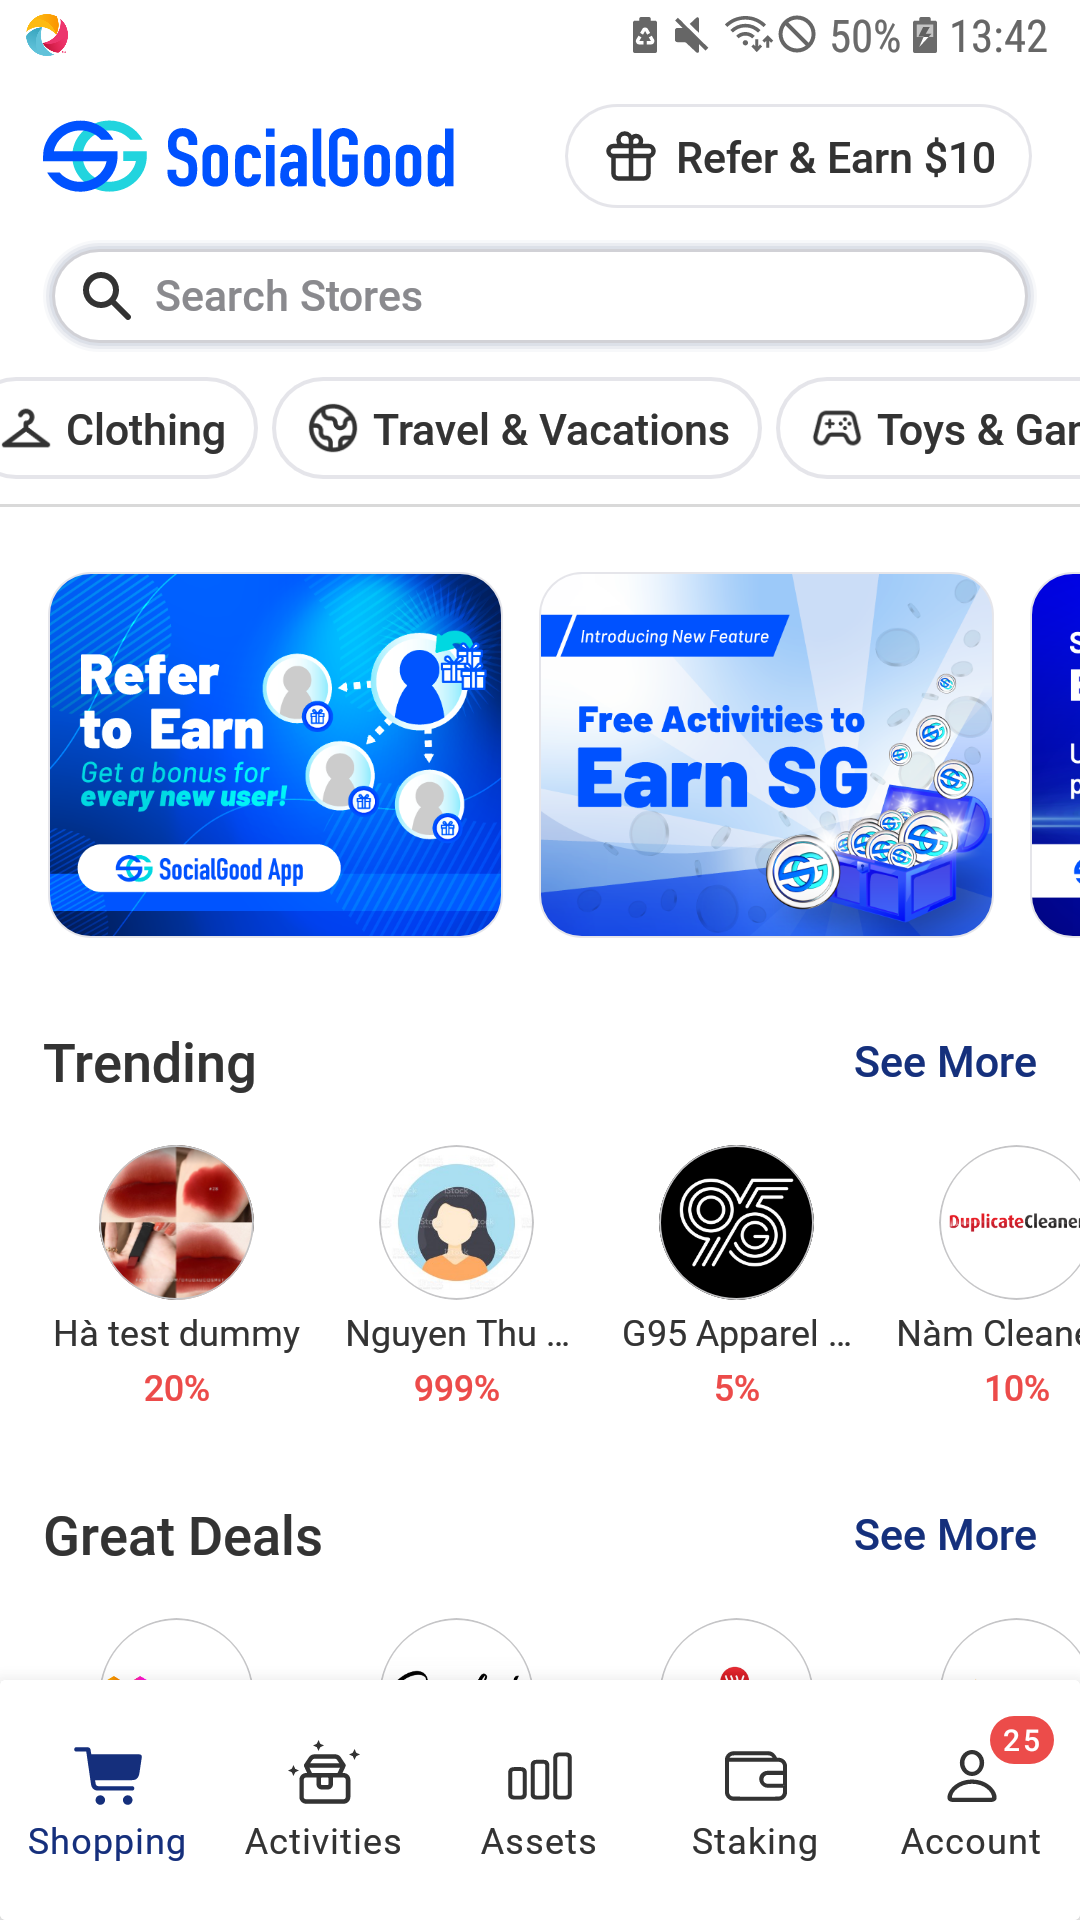 50% 13:42
SocialGood
Refer & Earn $10
Search Stores
Clothing
Travel & Vacations
Toys & Gar
Refer
to Earn
Get a bonus for
every new user!
SocialGood App
Introducing New Feature
Free Activities to
Earn SG
Trending
See More
95
G
DuplicateCleaner
Hà test dummy
Nguyen Thu ...
G95 Apparel ...
Nàm Cleane
20%
999%
5%
10%
Great Deals
See More
25
Shopping
Activities
Assets
Staking
Account